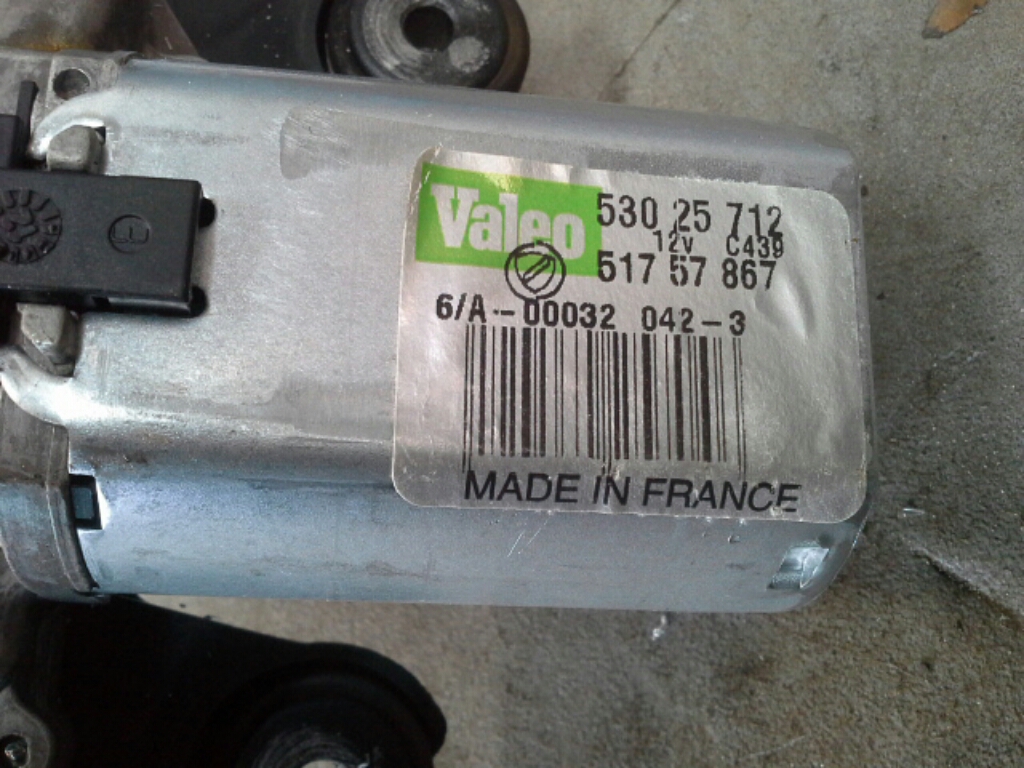 Valeo 530 25 712
12V C439
517 57 867
6/A-00032 042-3
MADE IN FRANCE